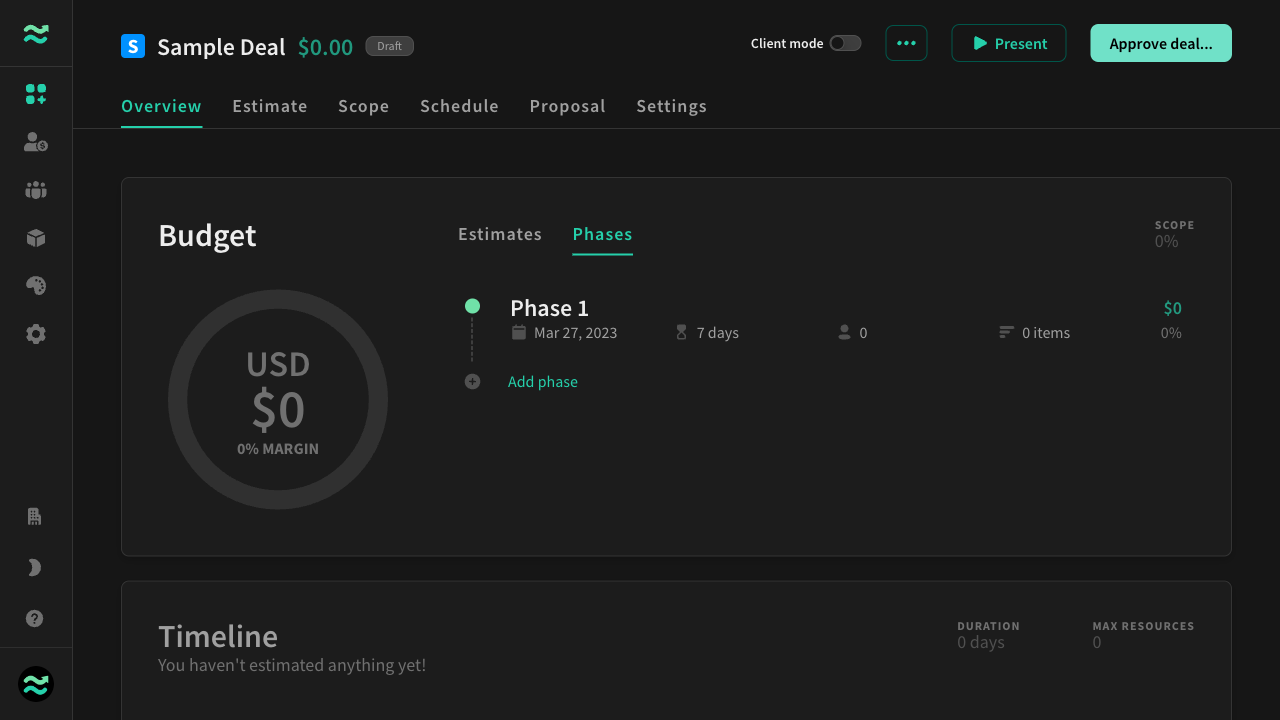 S Sample Deal $0.00 Draft
Client mode ... Present Approve deal...
Overview Estimate Scope Schedule Proposal Settings
Budget
Estimates Phases
SCOPE
0%
USD
$0
0% MARGIN
Phase 1 $0
Mar 27, 2023 7 days 0 0 items 0%
Add phase
Timeline
You haven't estimated anything yet!
DURATION
0 days
MAX RESOURCES
0